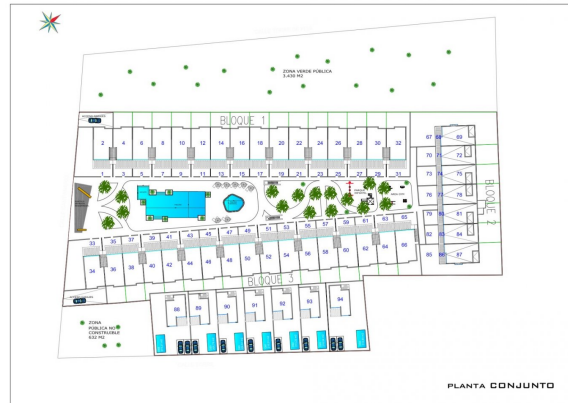 ZONA VERDE PÚBLICA
3.430 M2
BLOQUE 1
2 4 6 8 10 12 14 16 18 20 22 24 26 28 30 32
1 3 5 7 9 11 13 15 17 19 21 23 25 27 29 31
67 68 69
70 71 72
73 74 75
76 77 78
79 80 81
82 83 84
85 86 87
BLOQUE 2
33 35 37 39 41 43 45 47 49 51 53 55 57 59 61 63 65
34 36 38 40 42 44 46 48 50 52 54 56 58 60 62 64 66
BLOQUE 3
88 89 90 91 92 93 94
ZONA
PÚBLICA NO
CONSTRUIBLE
632 M2
PLANTA CONJUNTO